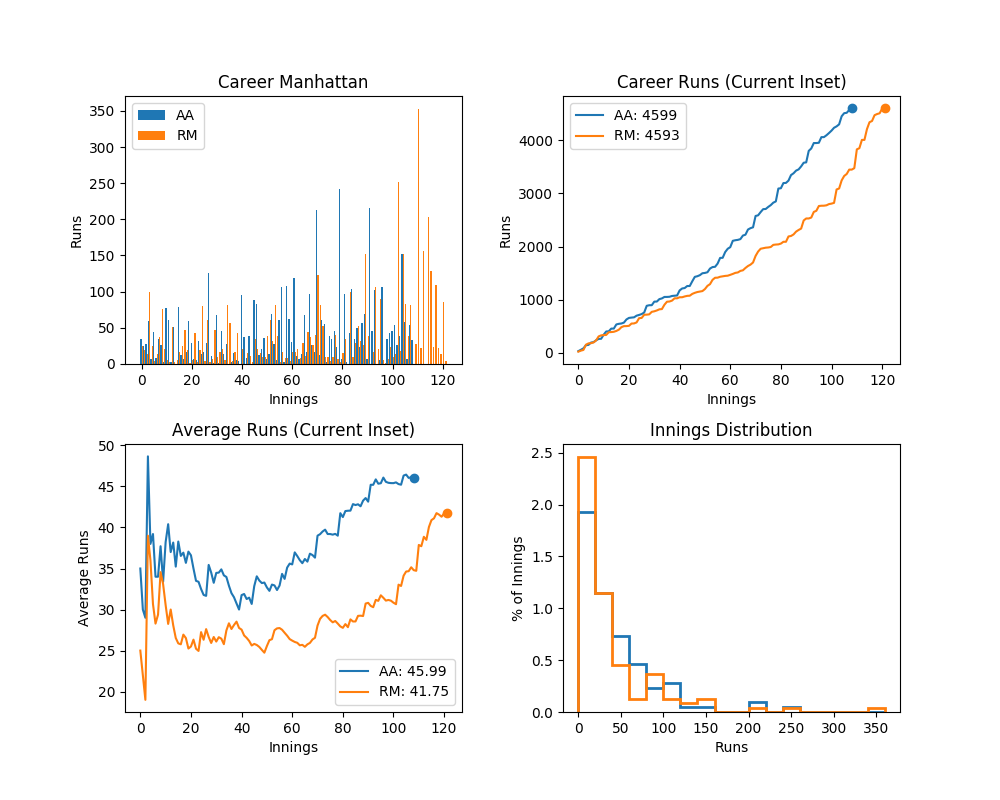 Career Manhattan
AA
RM
350
300
250
200
150
100
50
0
Runs
0 20 40 60 80 100 120
Innings
Career Runs (Current Inset)
AA: 4599
RM: 4593
4000
3000
2000
1000
0
Runs
0 20 40 60 80 100 120
Innings
Average Runs (Current Inset)
50
45
40
35
30
25
20
Average Runs
AA: 45.99
RM: 41.75
0 20 40 60 80 100 120
Innings
Innings Distribution
2.5
2.0
1.5
1.0
0.5
0.0
% of Innings
0 50 100 150 200 250 300 350
Runs